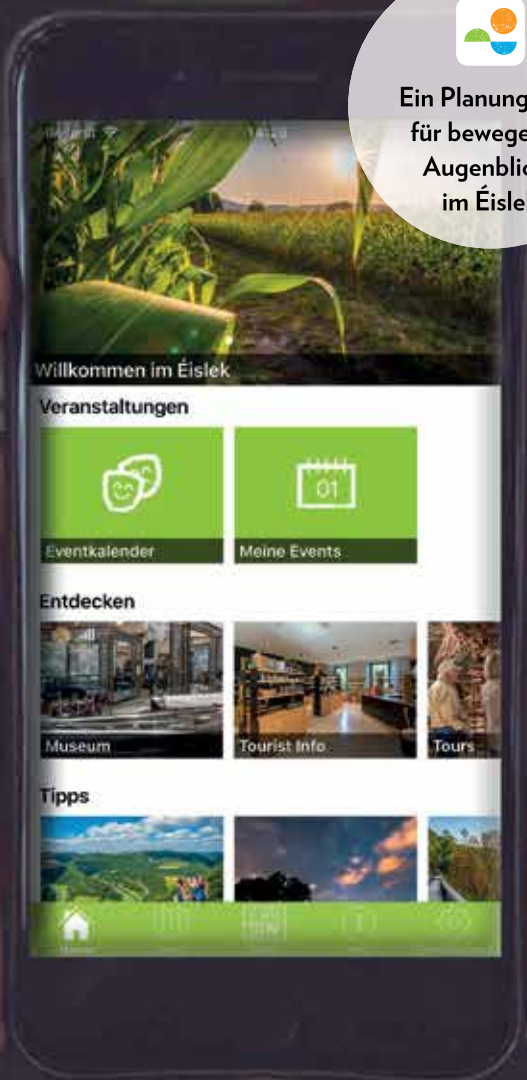 Ein Planung
für bewege
Augenblic
im Éisle
Willkommen im Éislek
Veranstaltungen
01
Eventkalender
Meine Events
Entdecken
Museum
Tourist Info
Tours
Tipps